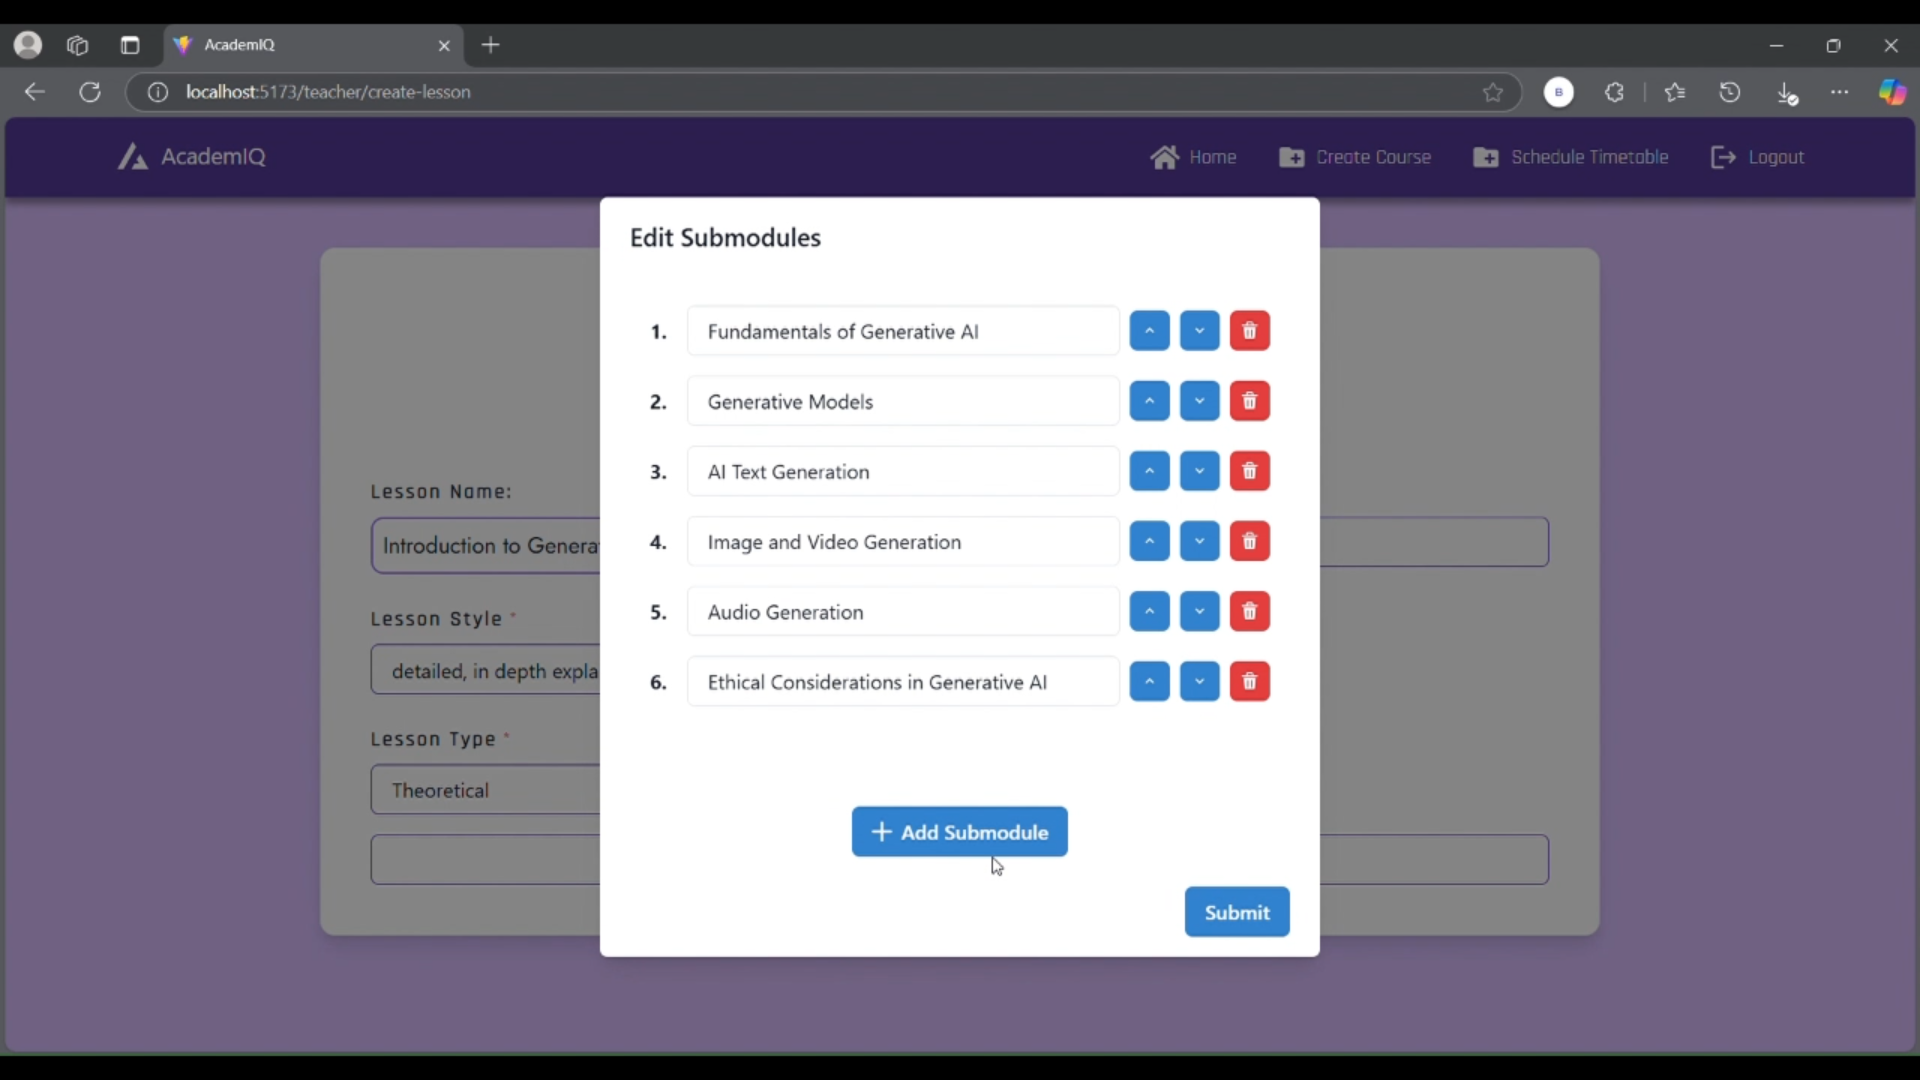 AcademIQ
localhost:5173/teacher/create-lesson
B
AcademIQ
Home
Create Course
Schedule Timetable
Logout
Edit Submodules
1. Fundamentals of Generative AI
2. Generative Models
3. AI Text Generation
4. Image and Video Generation
5. Audio Generation
6. Ethical Considerations in Generative AI
+ Add Submodule
Submit
Lesson Name:
Introduction to Genera
Lesson Style *
detailed, in depth expla
Lesson Type *
Theoretical